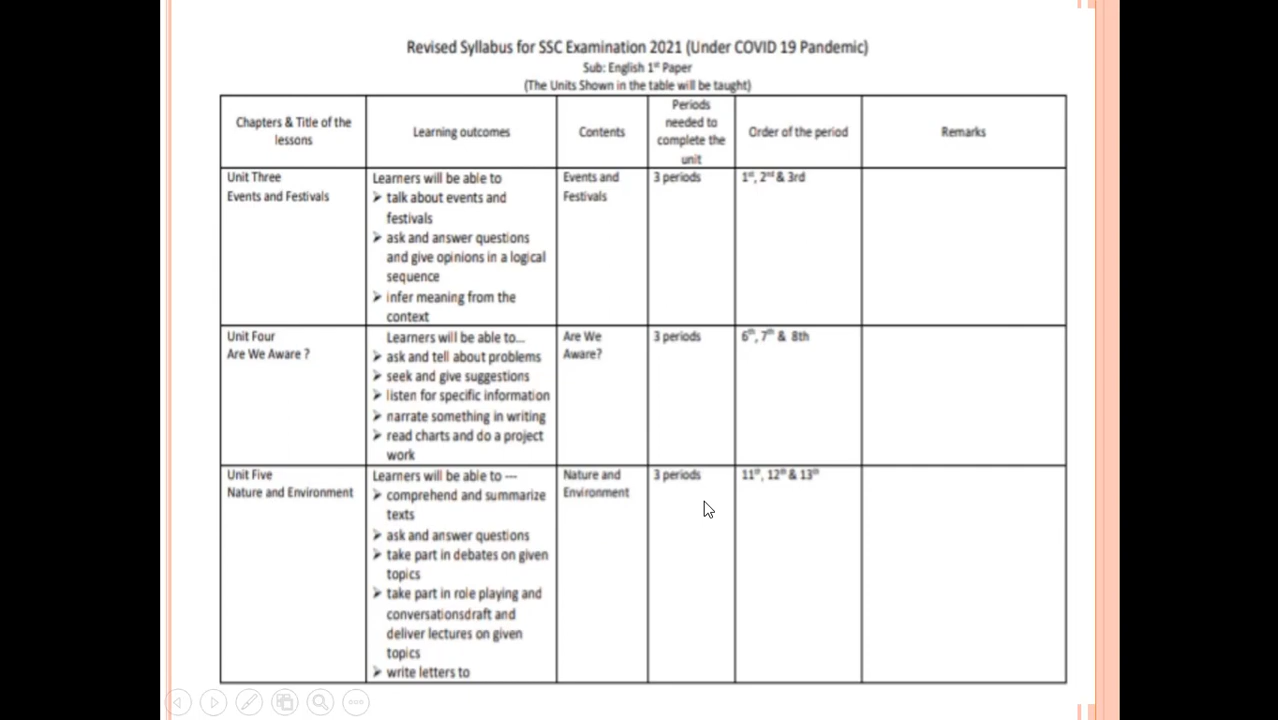 Revised Syllabus for SSC Examination 2021 (Under COVID 19 Pandemic)
Sub: English 1st Paper
(The Units Shown in the table will be taught)
Chapters & Title of the
lessons
Learning outcomes
Contents
Periods
needed to
complete the
unit
Order of the period
Remarks
Unit Three
Events and Festivals
Learners will be able to
➢ talk about events and
festivals
➢ ask and answer questions
and give opinions in a logical
sequence
➢ infer meaning from the
context
Events and
Festivals
3 periods
1st, 2nd & 3rd
Unit Four
Are We Aware ?
Learners will be able to...
➢ ask and tell about problems
➢ seek and give suggestions
➢ listen for specific information
➢ narrate something in writing
➢ read charts and do a project
work
Are We
Aware?
3 periods
6th, 7th & 8th
Unit Five
Nature and Environment
Learners will be able to ---
➢ comprehend and summarize
texts
➢ ask and answer questions
➢ take part in debates on given
topics
➢ take part in role playing and
conversationsdraft and
deliver lectures on given
topics
➢ write letters to
Nature and
Environment
3 periods
11st, 12th & 13th